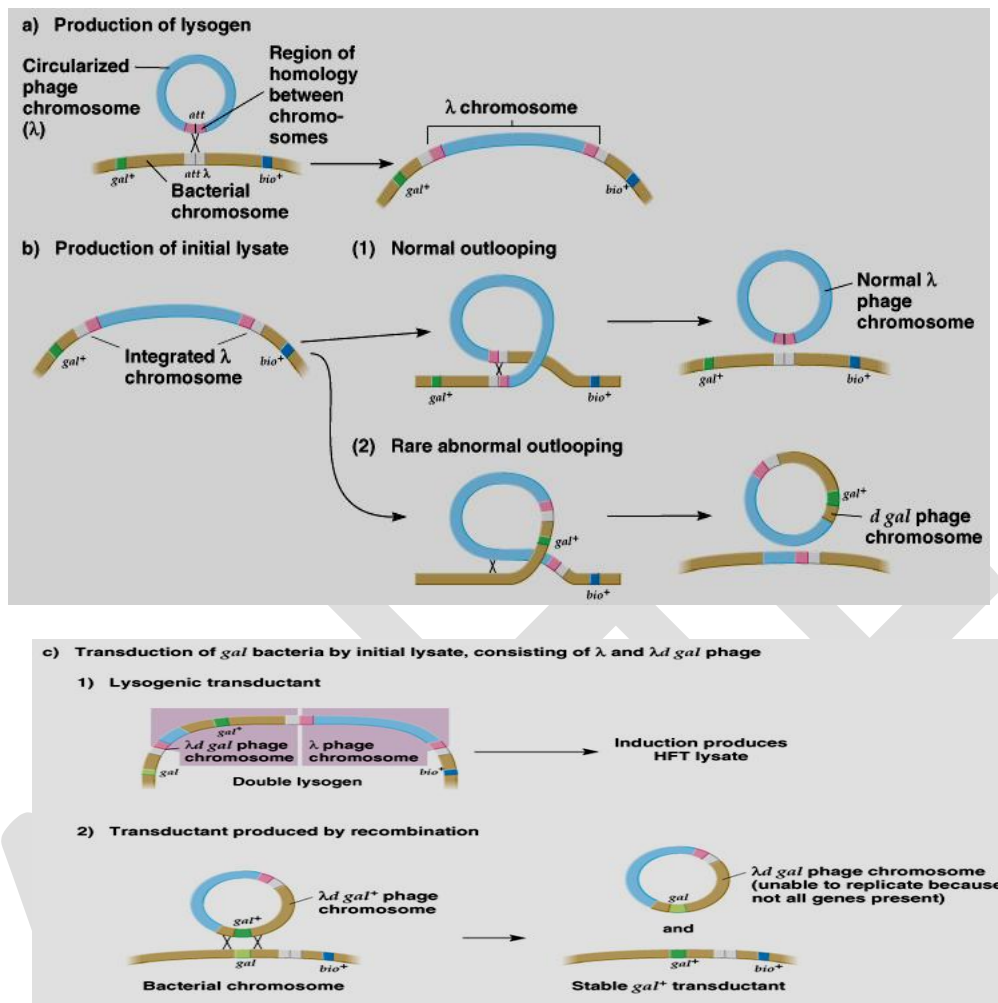 a) Production of lysogen
Circularized
phage
chromosome
(λ)
att
Region of
homology
between
chromo-
somes
gal+
att λ
bio+
Bacterial
chromosome
λ chromosome
gal+
bio+
b) Production of initial lysate
gal+
Integrated λ
chromosome
bio+
(1) Normal outlooping
gal+
bio+
Normal λ
phage
chromosome
gal+
bio+
(2) Rare abnormal outlooping
gal+
bio+
gal+
d gal phage
chromosome
c) Transduction of gal bacteria by initial lysate, consisting of λ and λd gal phage
1) Lysogenic transductant
gal+
λd gal phage
chromosome
λ phage
chromosome
gal
bio+
Double lysogen
Induction produces
HFT lysate
2) Transductant produced by recombination
λd gal+ phage
chromosome
gal+
gal
bio+
Bacterial chromosome
λd gal phage chromosome
(unable to replicate because
not all genes present)
gal
and
gal+
bio+
Stable gal+ transductant